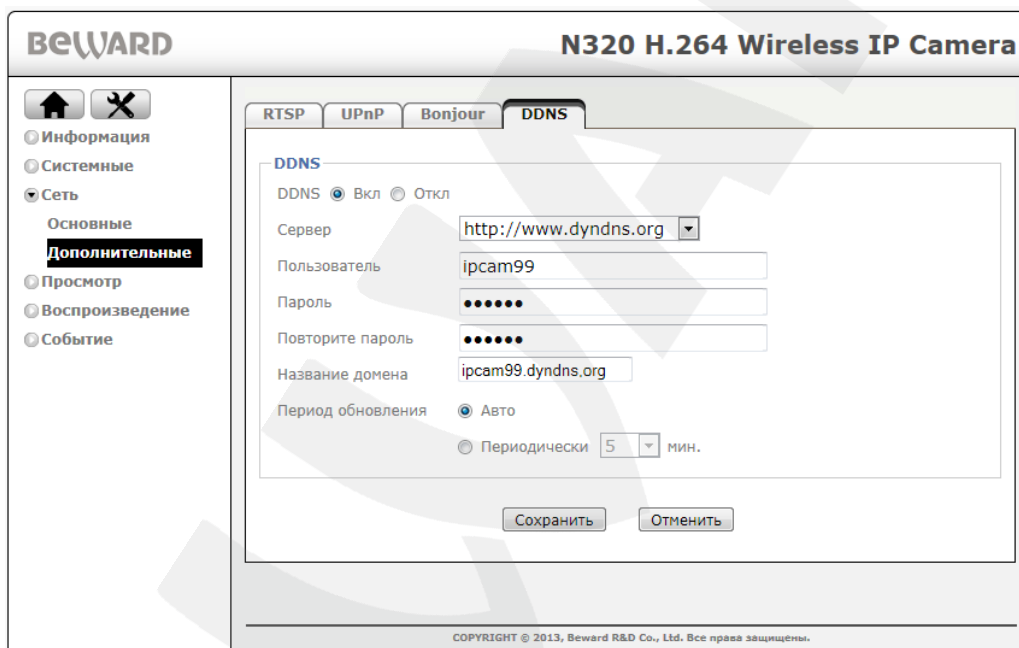 BEWARD
N320 H.264 Wireless IP Camera
Информация
Системные
Сеть
Основные
Дополнительные
Просмотр
Воспроизведение
Событие
RTSP UPnP Bonjour DDNS
DDNS
DDNS Вкл Откл
Сервер http://www.dyndns.org
Пользователь ipcam99
Пароль ●●●●●●
Повторите пароль ●●●●●●
Название домена ipcam99.dyndns.org
Период обновления Авто
Периодически 5 мин.
Сохранить Отменить
COPYRIGHT © 2013, Beward R&D Co., Ltd. Все права защищены.